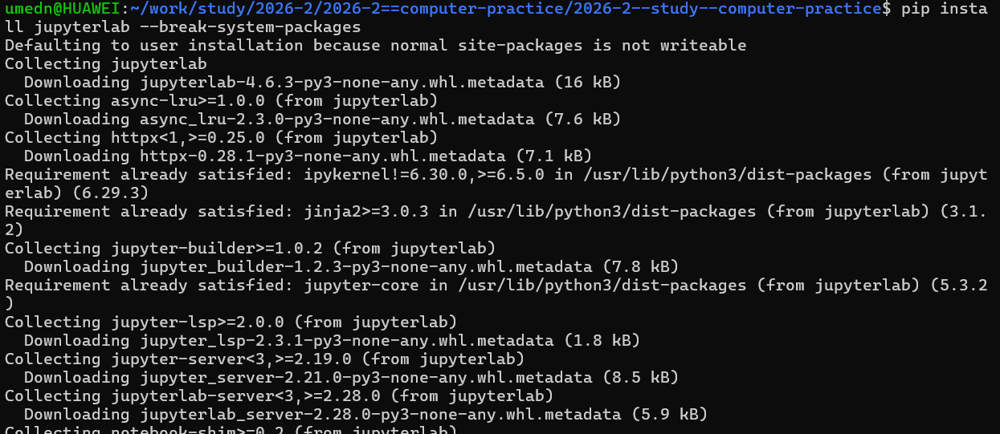 umedn@HUAWEI:~/work/study/2026-2/2026-2==computer-practice/2026-2--study--computer-practice$ pip insta
ll jupyterlab --break-system-packages
Defaulting to user installation because normal site-packages is not writeable
Collecting jupyterlab
  Downloading jupyterlab-4.6.3-py3-none-any.whl.metadata (16 kB)
Collecting async-lru>=1.0.0 (from jupyterlab)
  Downloading async_lru-2.3.0-py3-none-any.whl.metadata (7.6 kB)
Collecting httpx<1,>=0.25.0 (from jupyterlab)
  Downloading httpx-0.28.1-py3-none-any.whl.metadata (7.1 kB)
Requirement already satisfied: ipykernel!=6.30.0,>=6.5.0 in /usr/lib/python3/dist-packages (from jupyt
erlab) (6.29.3)
Requirement already satisfied: jinja2>=3.0.3 in /usr/lib/python3/dist-packages (from jupyterlab) (3.1.
2)
Collecting jupyter-builder>=1.0.2 (from jupyterlab)
  Downloading jupyter_builder-1.2.3-py3-none-any.whl.metadata (7.8 kB)
Requirement already satisfied: jupyter-core in /usr/lib/python3/dist-packages (from jupyterlab) (5.3.2
)
Collecting jupyter-lsp>=2.0.0 (from jupyterlab)
  Downloading jupyter_lsp-2.3.1-py3-none-any.whl.metadata (1.8 kB)
Collecting jupyter-server<3,>=2.19.0 (from jupyterlab)
  Downloading jupyter_server-2.21.0-py3-none-any.whl.metadata (8.5 kB)
Collecting jupyterlab-server<3,>=2.28.0 (from jupyterlab)
  Downloading jupyterlab_server-2.28.0-py3-none-any.whl.metadata (5.9 kB)
Collecting notebook-shim>=0.2 (from jupyterlab)